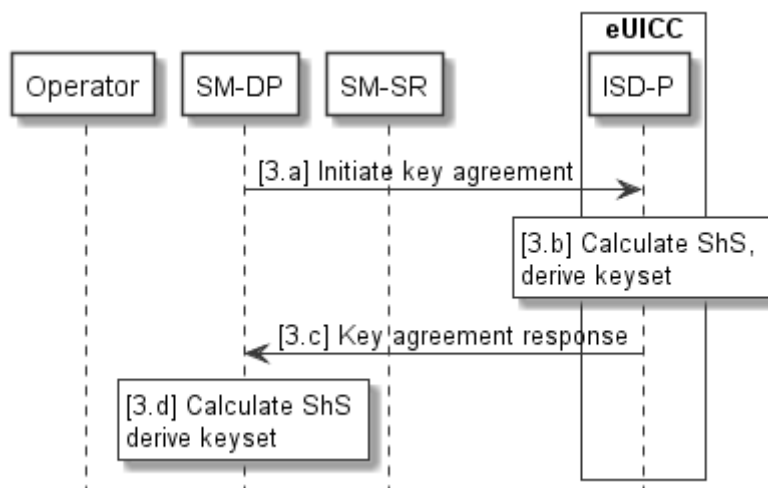 eUICC
Operator
SM-DP
SM-SR
ISD-P
[3.a] Initiate key agreement
[3.b] Calculate ShS,
derive keyset
[3.c] Key agreement response
[3.d] Calculate ShS
derive keyset